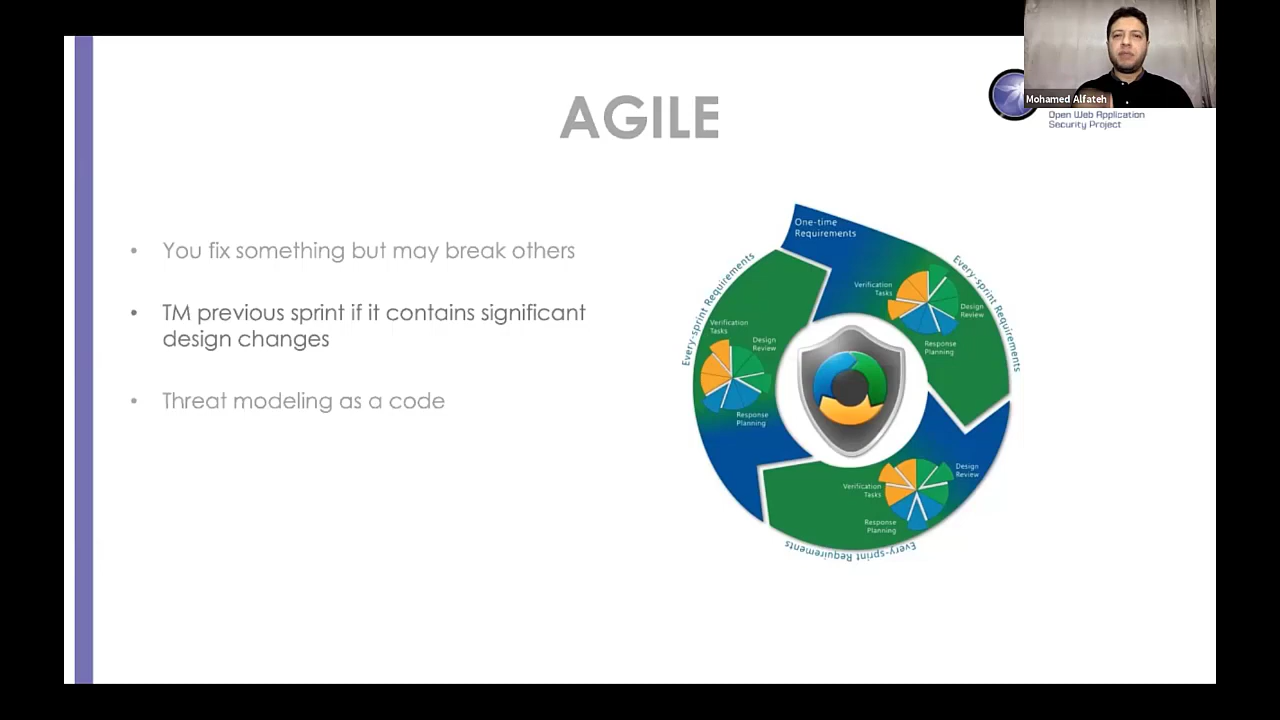 AGILE
Mohamed Alfateh
Open Web Application
Security Project
• You fix something but may break others
• TM previous sprint if it contains significant
design changes
• Threat modeling as a code
One-time
Requirements
Every-sprint Requirements
Verification
Tasks
Design
Review
Response
Planning
Every-sprint Requirements
Verification
Tasks
Design
Review
Response
Planning
Verification
Tasks
Design
Review
Response
Planning
Every-sprint Requirements